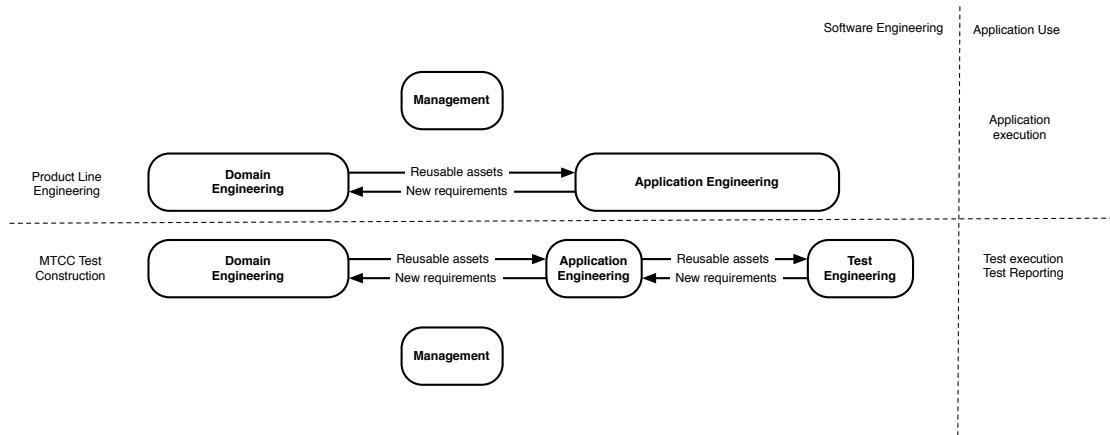 Software Engineering
Application Use
Management
Application
execution
Product Line
Engineering
Domain
Engineering
Reusable assets
New requirements
Application Engineering
MTCC Test
Construction
Domain
Engineering
Reusable assets
New requirements
Application
Engineering
Reusable assets
New requirements
Test
Engineering
Test execution
Test Reporting
Management